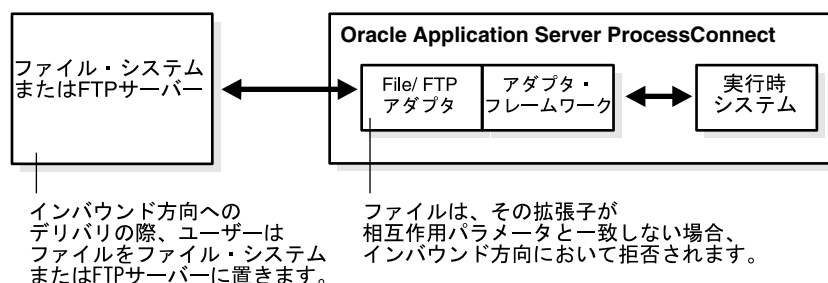 Oracle Application Server ProcessConnect
ファイル・システム
またはFTPサーバー
File/ FTP
アダプタ
アダプタ・
フレームワーク
実行時
システム
インバウンド方向への
デリバリの際、ユーザーは
ファイルをファイル・システム
またはFTPサーバーに置きます。
ファイルは、その拡張子が
相互作用パラメータと一致しない場合、
インバウンド方向において拒否されます。